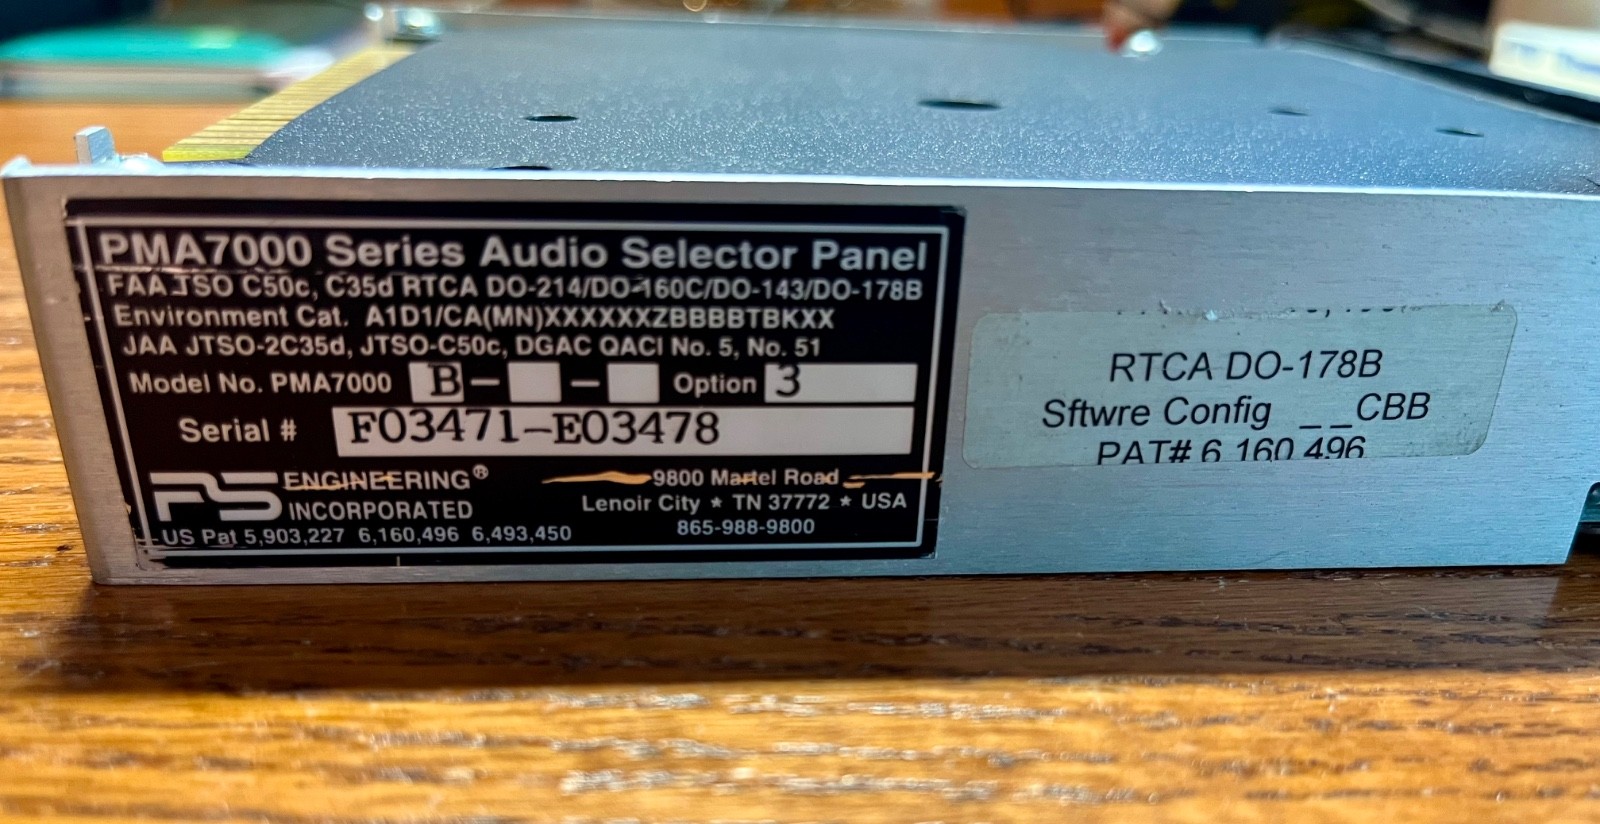 PMA7000 Series Audio Selector Panel
FAA TSO C50c, C35d RTCA DO-214/DO-160C/DO-143/DO-178B
Environment Cat. A1D1/CA(MN)XXXXXXZBBBBTBKXX
JAA JTSO-2C35d, JTSO-C50c, DGAC QACI No. 5, No. 51
Model No. PMA7000 B - - Option 3
Serial # F03471-E03478
PS ENGINEERING®
INCORPORATED
US Pat 5,903,227 6,160,496 6,493,450
9800 Martel Road
Lenoir City * TN 37772 * USA
865-988-9800
RTCA DO-178B
Sftwre Config _ _CBB
PAT# 6 160 496